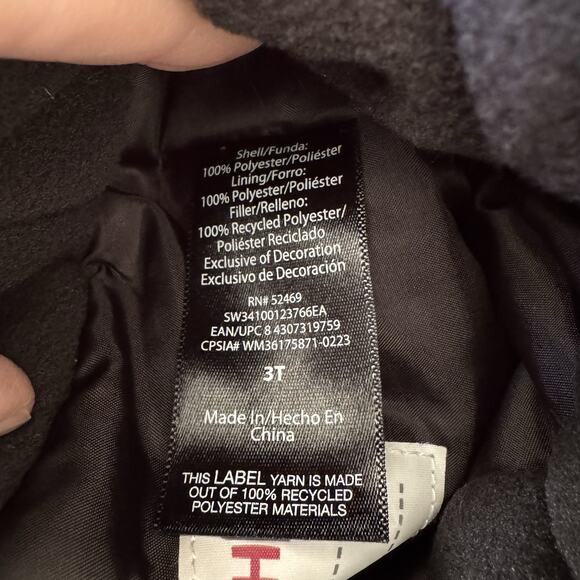 Shell/Funda:
100% Polyester/Poliéster
Lining/Forro:
100% Polyester/Poliéster
Filler/Relleno:
100% Recycled Polyester/
Poliéster Reciclado
Exclusive of Decoration
Exclusivo de Decoración
RN# 52469
SW34100123766EA
EAN/UPC 8 4307319759
CPSIA# WM36175871-0223
3T
Made In/Hecho En
China
THIS LABEL YARN IS MADE
OUT OF 100% RECYCLED
POLYESTER MATERIALS
H